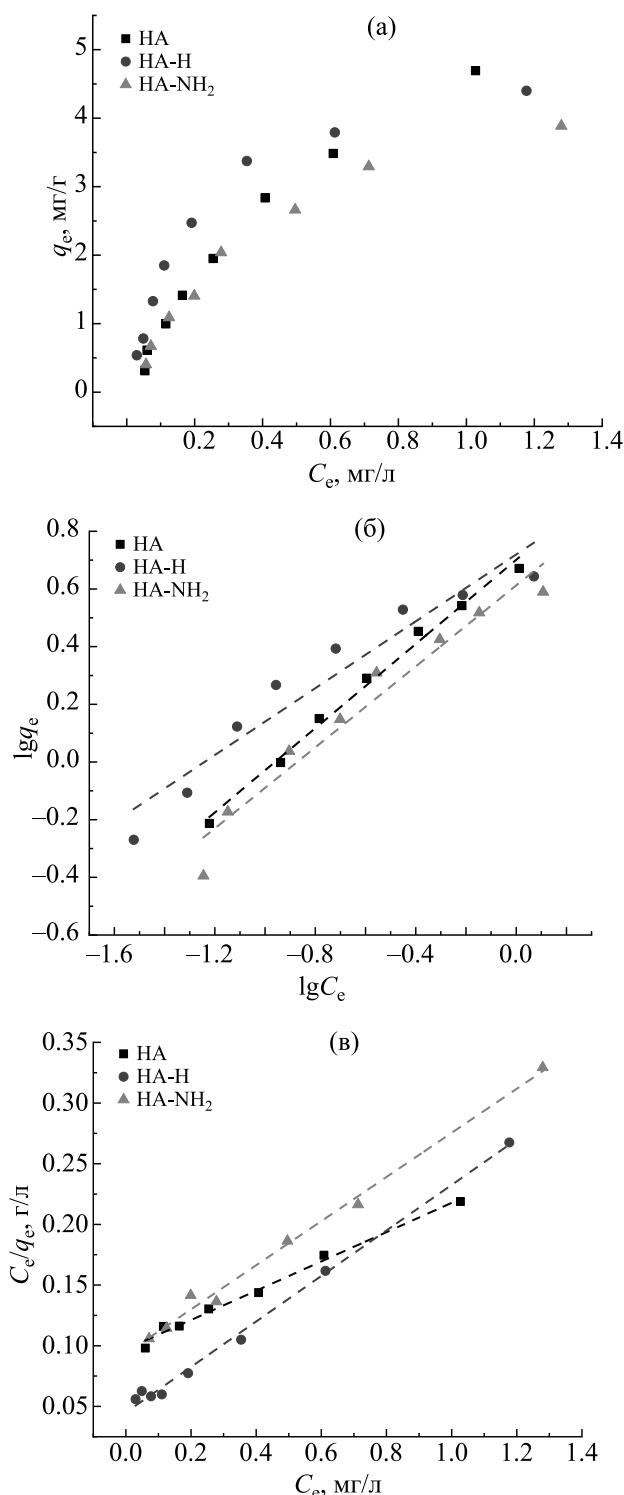 (а)
HA
HA-H
HA-NH₂
qₑ, мг/г
5
4
3
2
1
0
0.2 0.4 0.6 0.8 1.0 1.2 1.4
Cₑ, мг/л
(б)
HA
HA-H
HA-NH₂
lgqₑ
0.8
0.6
0.4
0.2
0.0
–0.2
–0.4
–0.6
–1.6 –1.2 –0.8 –0.4 0.0
lgCₑ
(в)
HA
HA-H
HA-NH₂
Cₑ/qₑ, г/л
0.35
0.30
0.25
0.20
0.15
0.10
0.05
0.0 0.2 0.4 0.6 0.8 1.0 1.2 1.4
Cₑ, мг/л